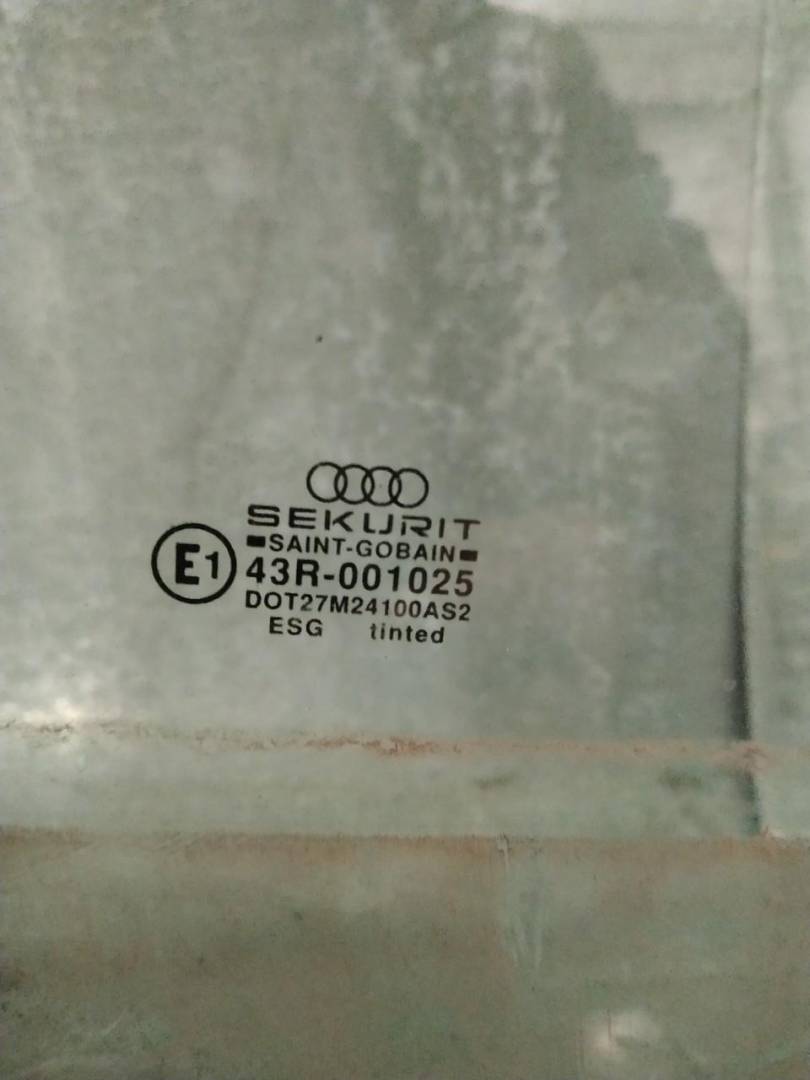 SEKURIT
SAINT-GOBAIN
E1 43R-001025
DOT27M24100AS2
ESG tinted